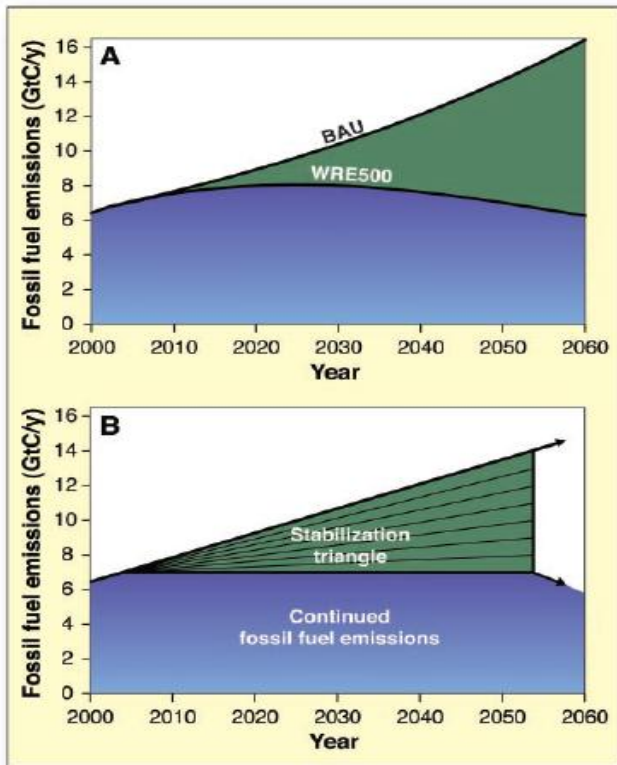 A
Fossil fuel emissions (GtC/y)
16
14
12
10
8
6
4
2
0
BAU
WRE500
2000 2010 2020 2030 2040 2050 2060
Year
B
Fossil fuel emissions (GtC/y)
16
14
12
10
8
6
4
2
0
Stabilization
triangle
Continued
fossil fuel emissions
2000 2010 2020 2030 2040 2050 2060
Year